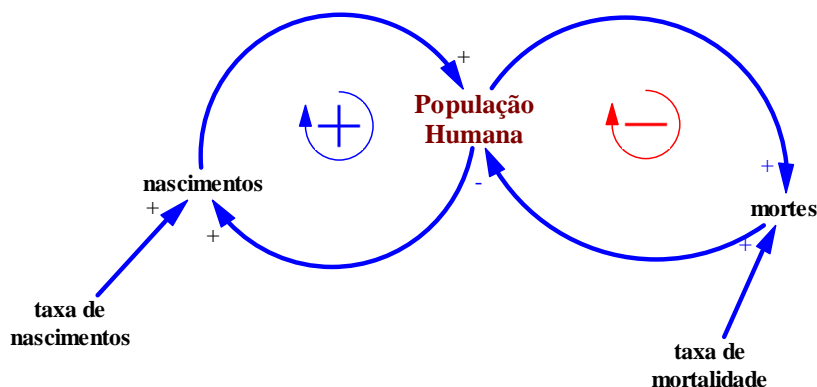 +
População
Humana
nascimentos
+
+
-
+
mortes
+
taxa de
nascimentos
taxa de
mortalidade